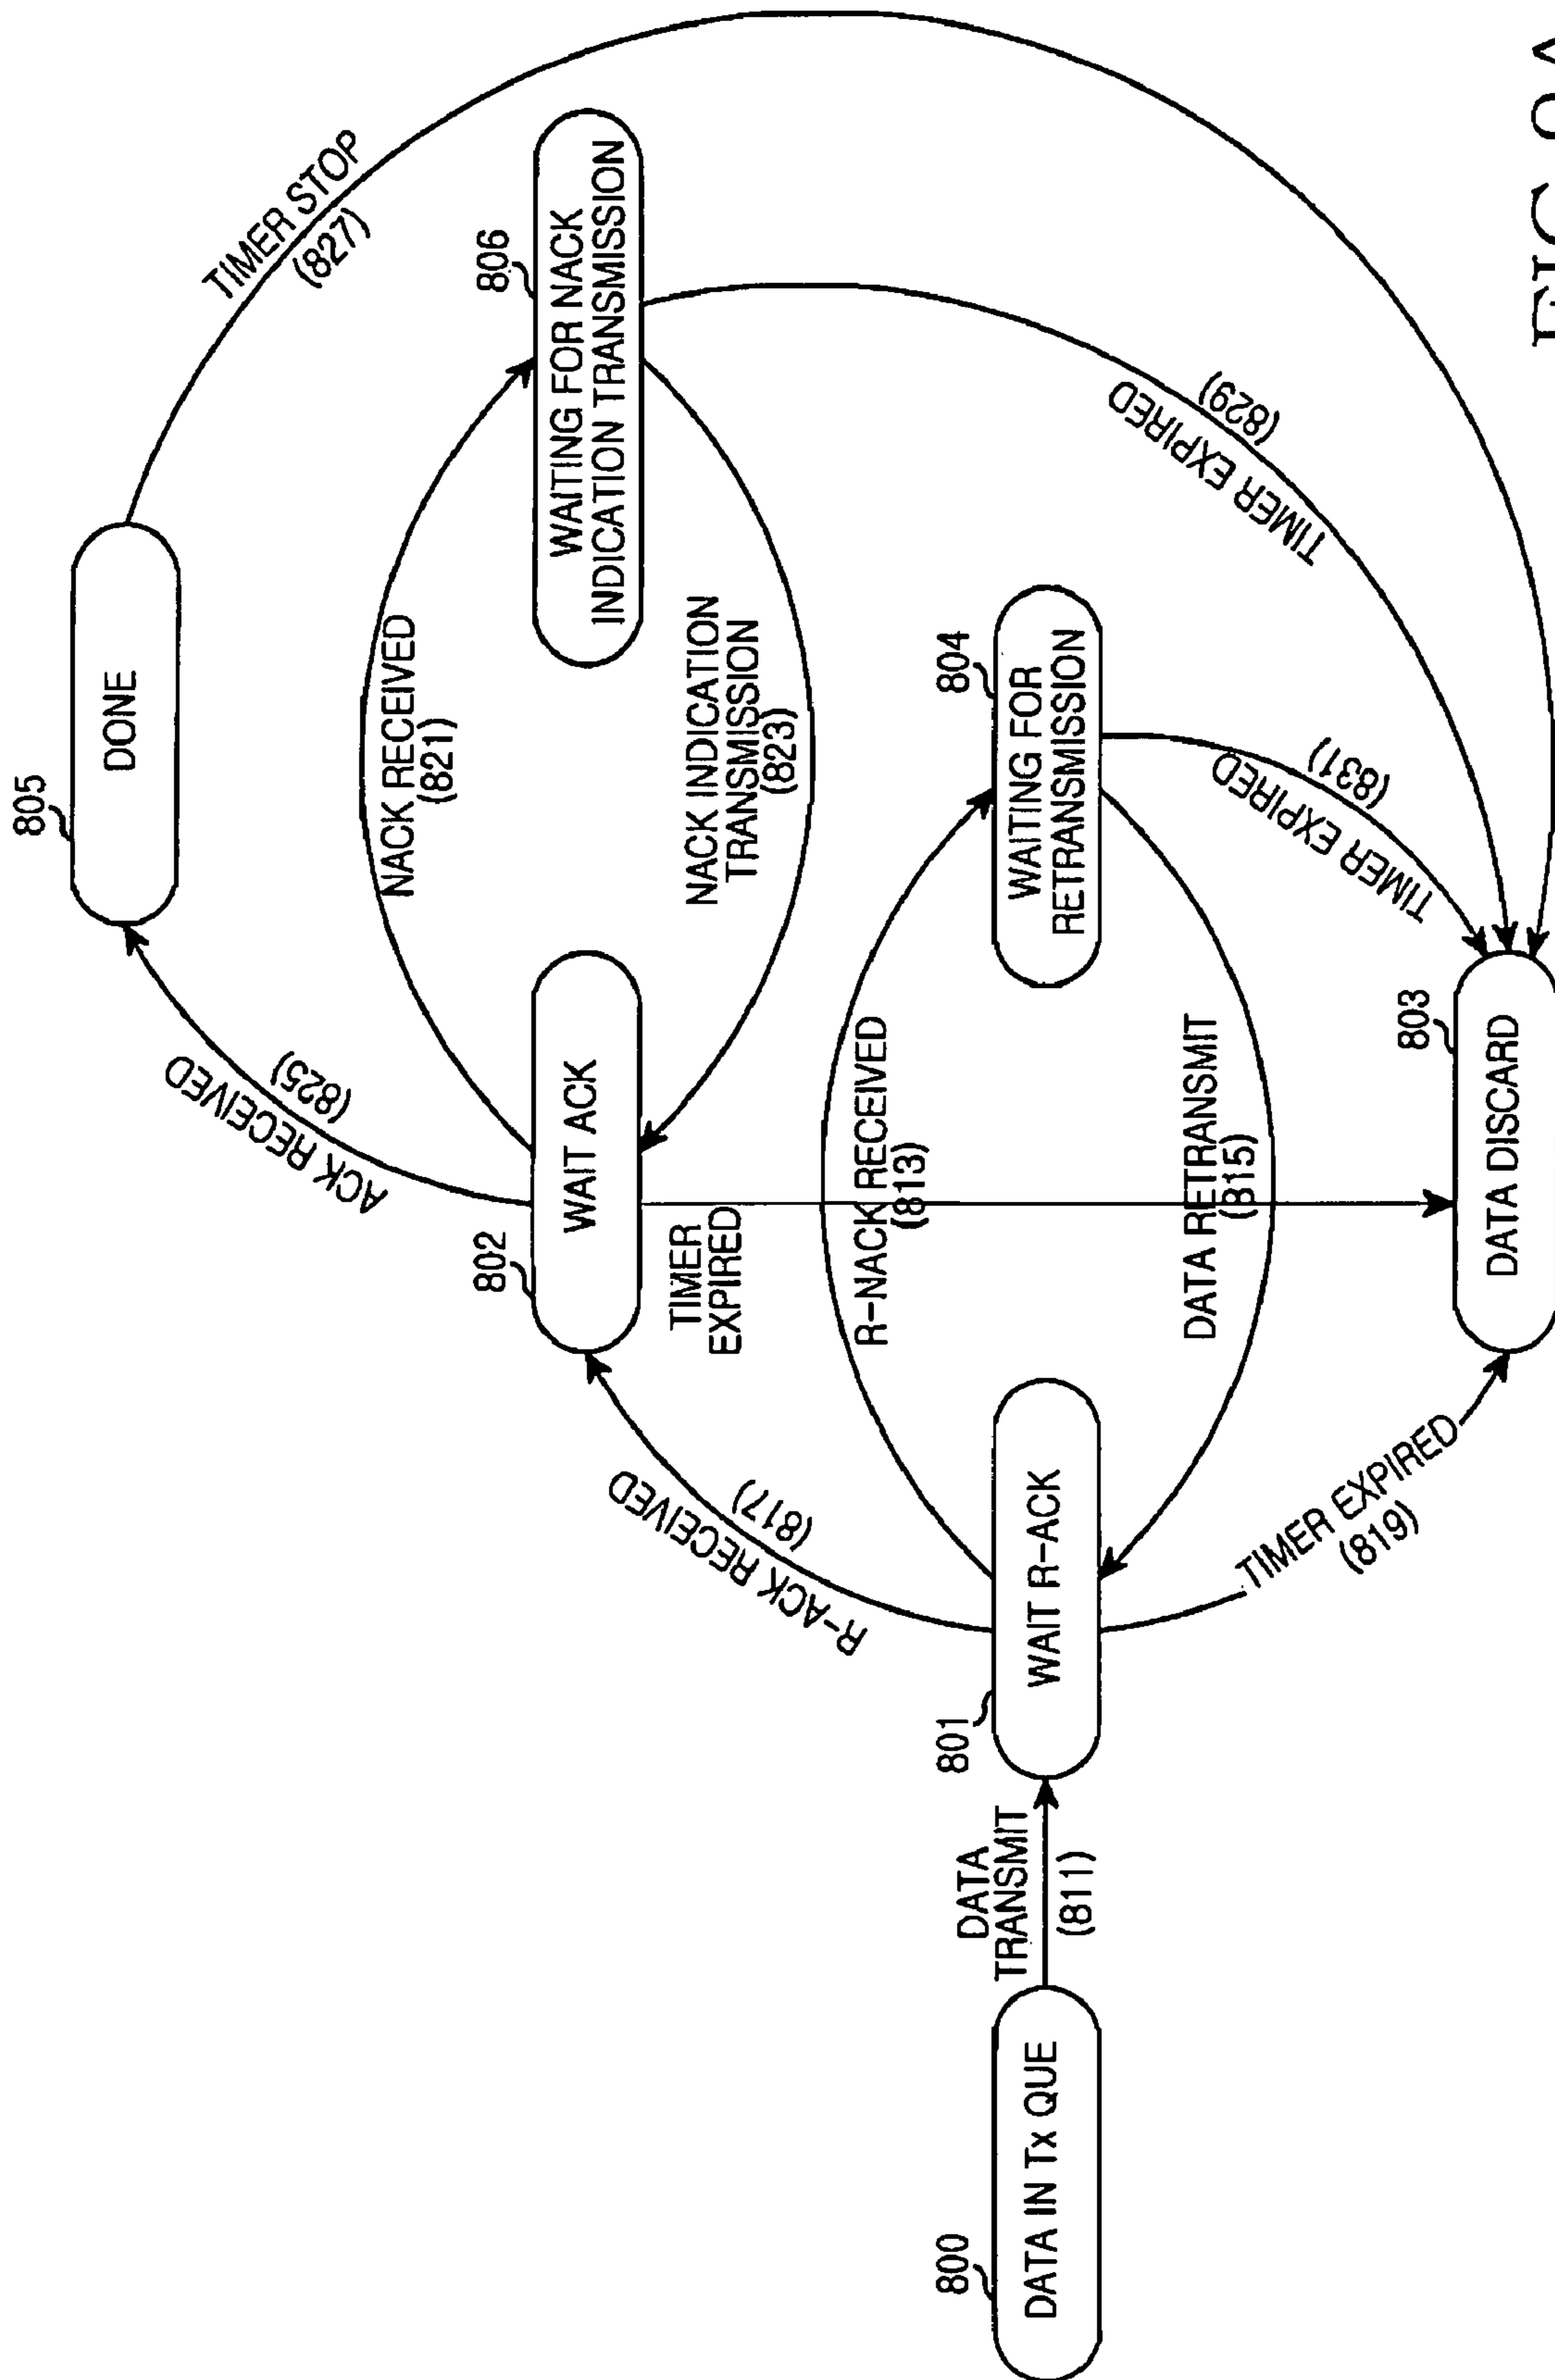 805
DONE
TIMER STOP
(827)
ACK RECEIVED
(825)
NACK RECEIVED
(821)
802
WAIT ACK
806
WAITING FOR NACK
INDICATION TRANSMISSION
NACK INDICATION
TRANSMISSION
(823)
TIMER
EXPIRED
R-ACK RECEIVED
(817)
R-NACK RECEIVED
(813)
800
DATA IN Tx QUE
DATA
TRANSMIT
(811)
801
WAIT R-ACK
804
WAITING FOR
RETRANSMISSION
DATA RETRANSMIT
(815)
TIMER EXPIRED
(829)
TIMER EXPIRED
(831)
TIMER EXPIRED
(819)
803
DATA DISCARD